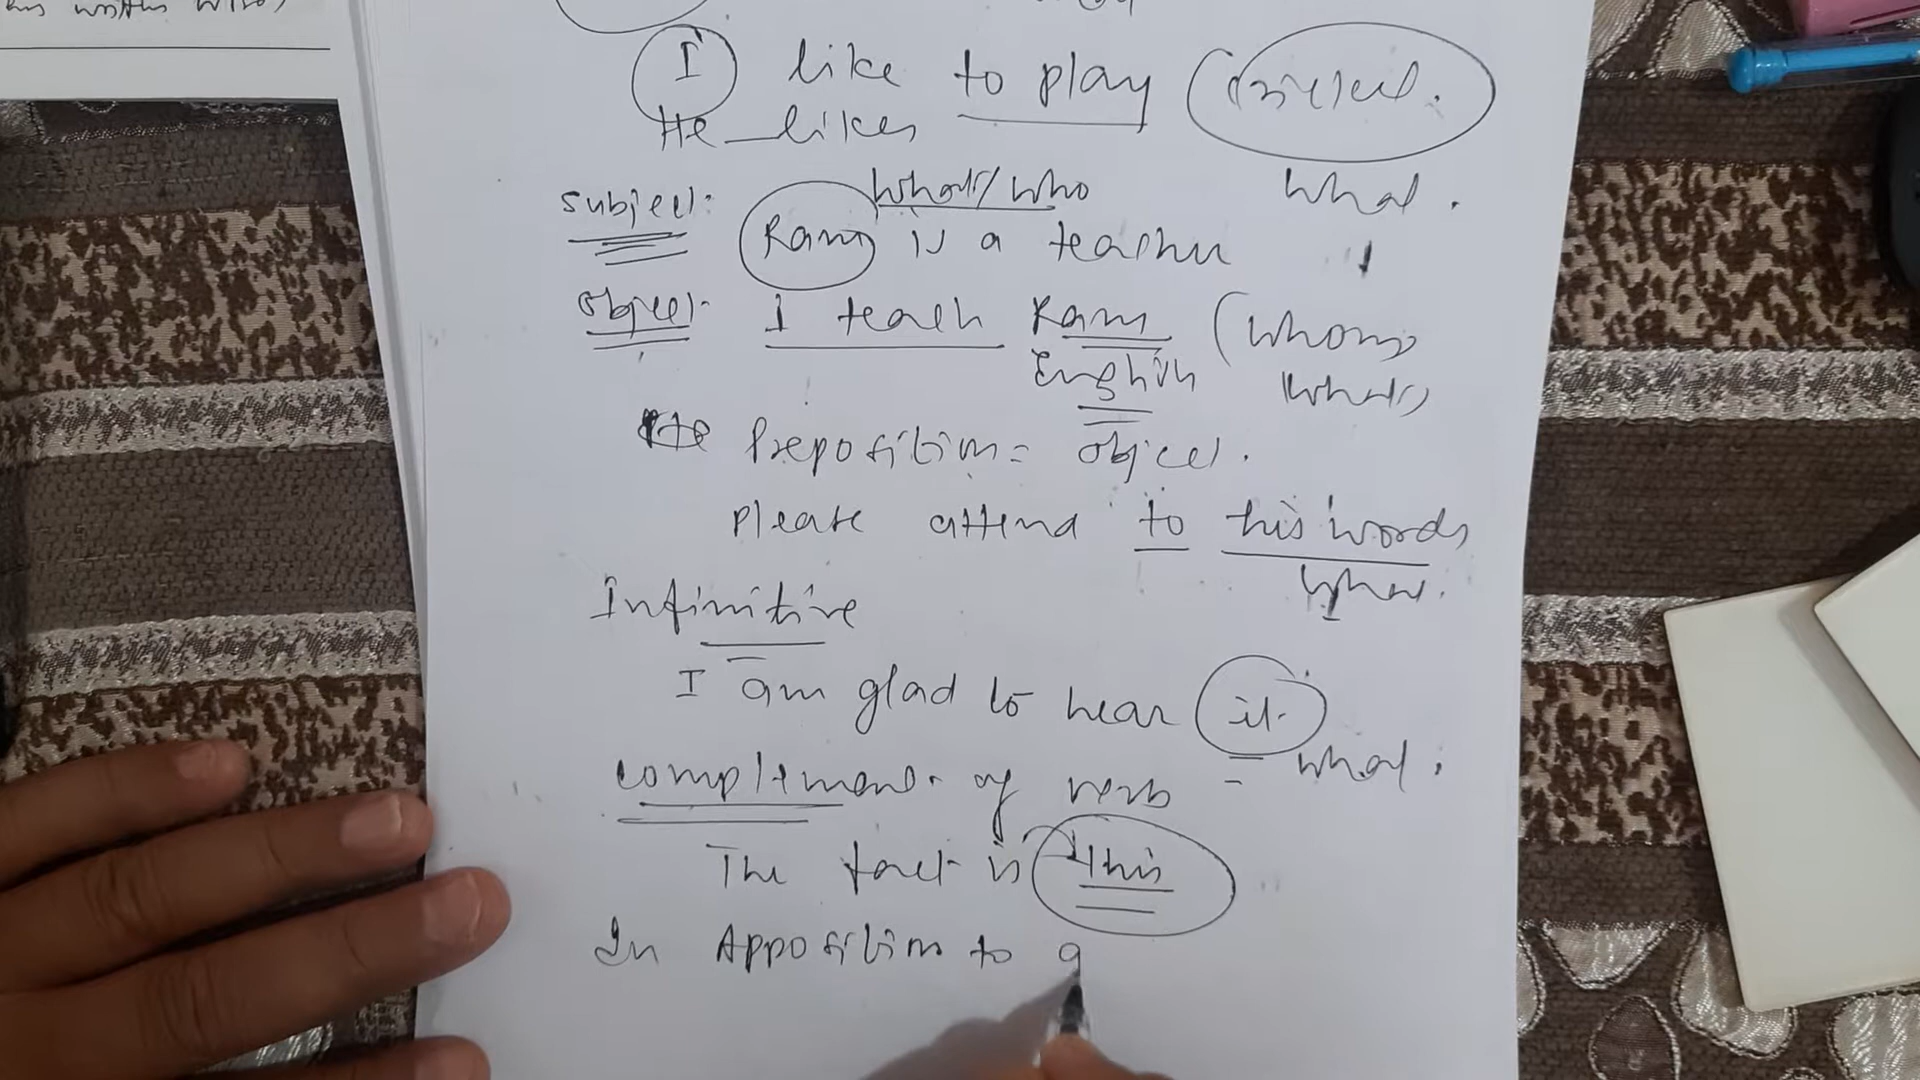 I like to play Cricket.
He likes
what/who
what.
Subject: Ram is a teacher
Object. I teach Ram (whom)
English what)
Preposition = Object.
Please attend to this words
what.
Infinitive
I am glad to hear it.
what.
Complement of verb
The fact is this
In Apposition to a